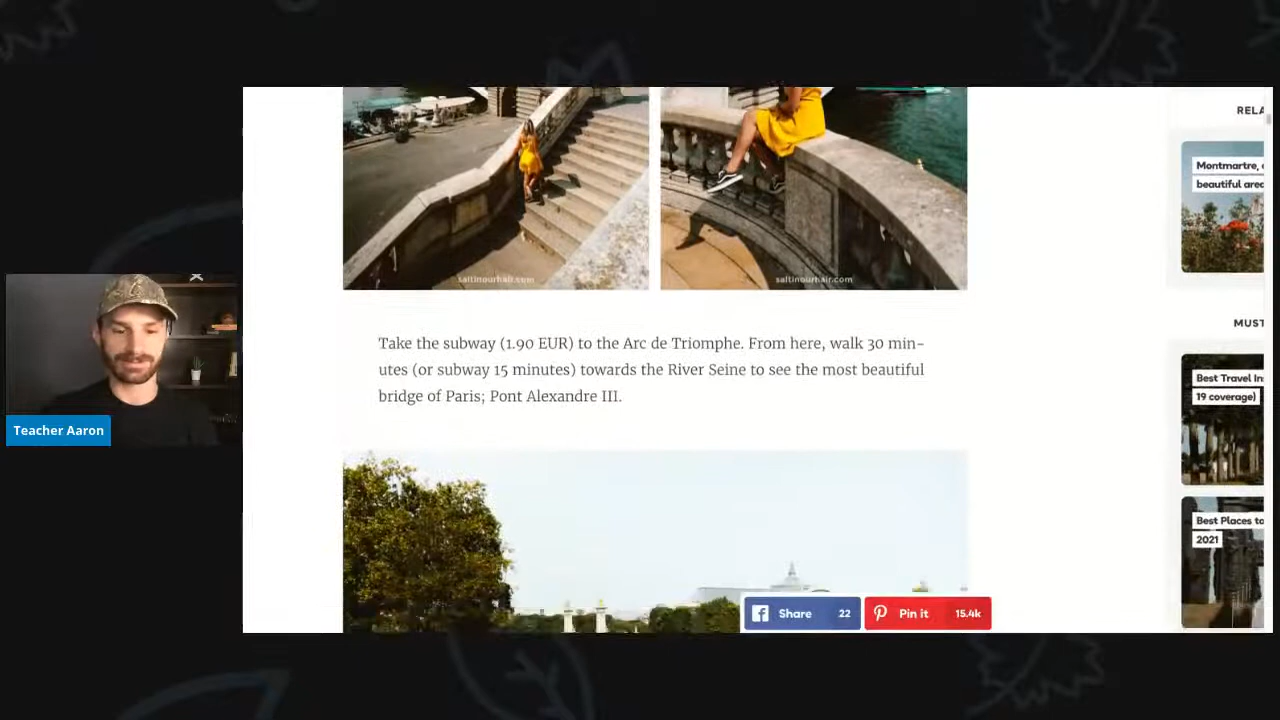 RELA
Montmartre,
beautiful area
saltinourhair.com
saltinourhair.com
MUST
Take the subway (1.90 EUR) to the Arc de Triomphe. From here, walk 30 min-
utes (or subway 15 minutes) towards the River Seine to see the most beautiful
bridge of Paris; Pont Alexandre III.
Best Travel In
19 coverage)
Teacher Aaron
Best Places to
2021
Share 22
Pin it 15.4k